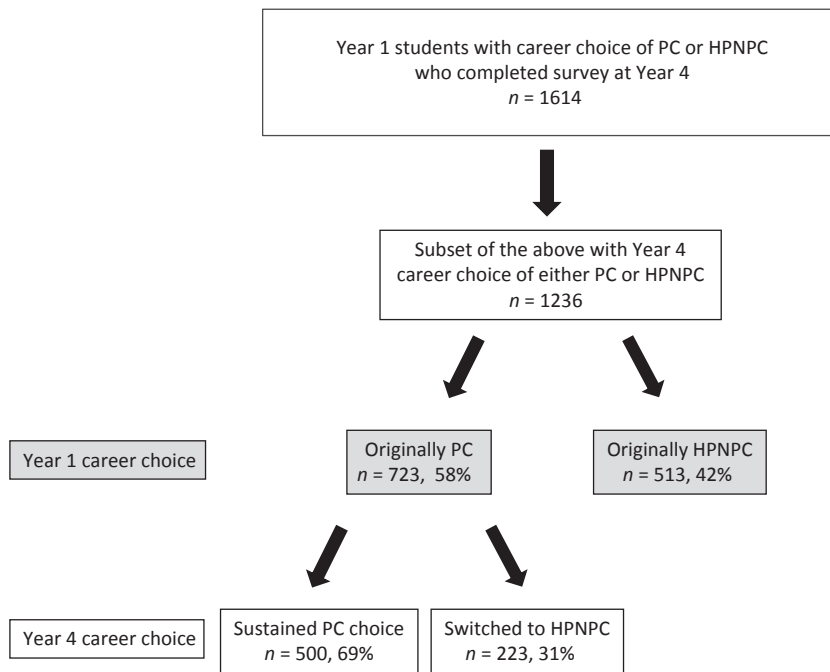 Year 1 students with career choice of PC or HPNPC
who completed survey at Year 4
n = 1614
Subset of the above with Year 4
career choice of either PC or HPNPC
n = 1236
Year 1 career choice
Originally PC
n = 723, 58%
Originally HPNPC
n = 513, 42%
Year 4 career choice
Sustained PC choice
n = 500, 69%
Switched to HPNPC
n = 223, 31%